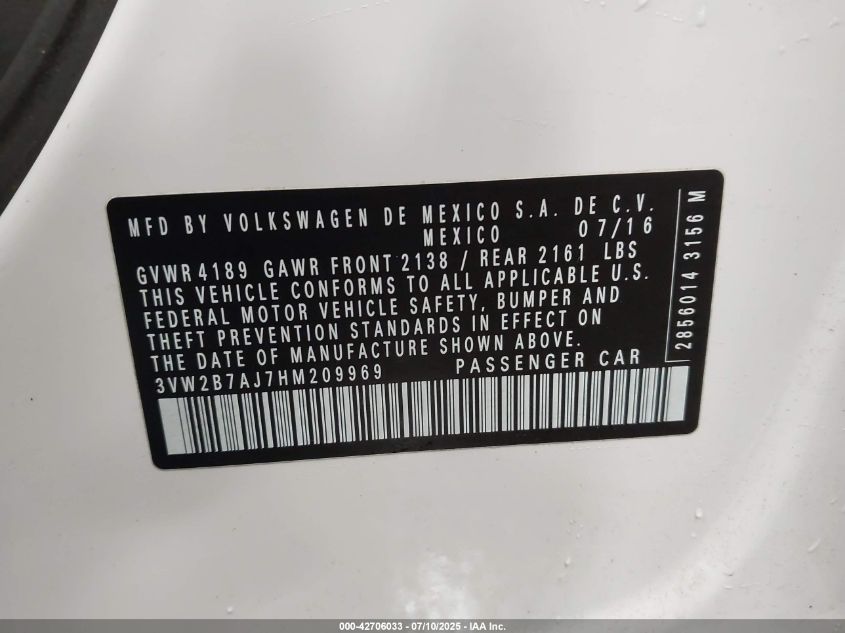 MFD BY VOLKSWAGEN DE MEXICO S.A. DE C.V.
MEXICO 07/16
GVWR 4189 GAWR FRONT 2138 / REAR 2161 LBS
THIS VEHICLE CONFORMS TO ALL APPLICABLE U.S.
FEDERAL MOTOR VEHICLE SAFETY, BUMPER AND
THEFT PREVENTION STANDARDS IN EFFECT ON
THE DATE OF MANUFACTURE SHOWN ABOVE.
3VW2B7AJ7HM209969 PASSENGER CAR
2856014 3156 M
000-42706033 - 07/10/2025 - IAA Inc.